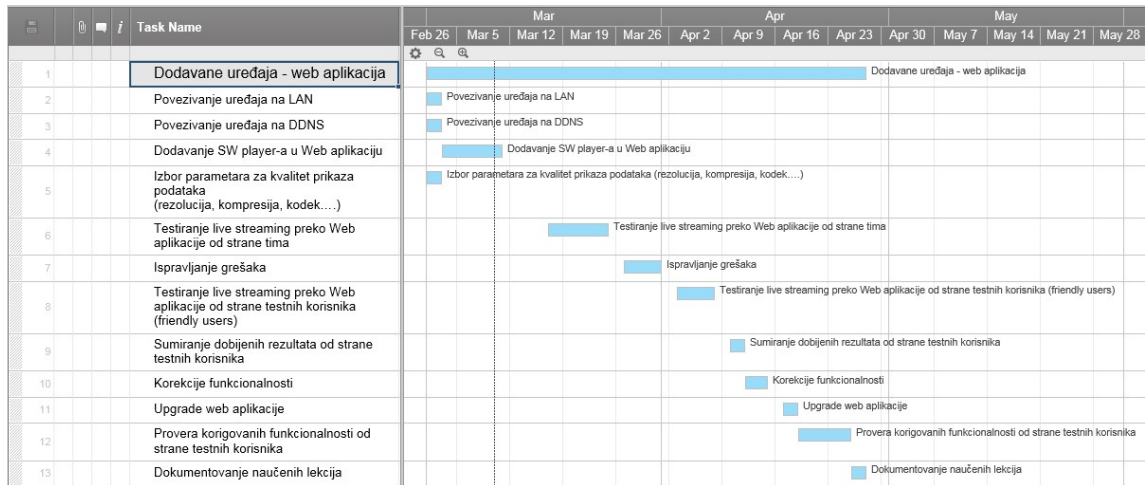 i Task Name
Mar Apr May
Feb 26 Mar 5 Mar 12 Mar 19 Mar 26 Apr 2 Apr 9 Apr 16 Apr 23 Apr 30 May 7 May 14 May 21 May 28
1 Dodavane uređaja - web aplikacija Dodavane uređaja - web aplikacija
2 Povezivanje uređaja na LAN Povezivanje uređaja na LAN
3 Povezivanje uređaja na DDNS Povezivanje uređaja na DDNS
4 Dodavanje SW player-a u Web aplikaciju Dodavanje SW player-a u Web aplikaciju
5 Izbor parametara za kvalitet prikaza
podataka
(rezolucija, kompresija, kodek....)
Izbor parametara za kvalitet prikaza podataka (rezolucija, kompresija, kodek....)
6 Testiranje live streaming preko Web
aplikacije od strane tima
Testiranje live streaming preko Web aplikacije od strane tima
7 Ispravljanje grešaka Ispravljanje grešaka
8 Testiranje live streaming preko Web
aplikacije od strane testnih korisnika
(friendly users)
Testiranje live streaming preko Web aplikacije od strane testnih korisnika (friendly users)
9 Sumiranje dobijenih rezultata od strane
testnih korisnika
Sumiranje dobijenih rezultata od strane testnih korisnika
10 Korekcije funkcionalnosti Korekcije funkcionalnosti
11 Upgrade web aplikacije Upgrade web aplikacije
12 Provera korigovanih funkcionalnosti od
strane testnih korisnika
Provera korigovanih funkcionalnosti od strane testnih korisnika
13 Dokumentovanje naučenih lekcija Dokumentovanje naučenih lekcija